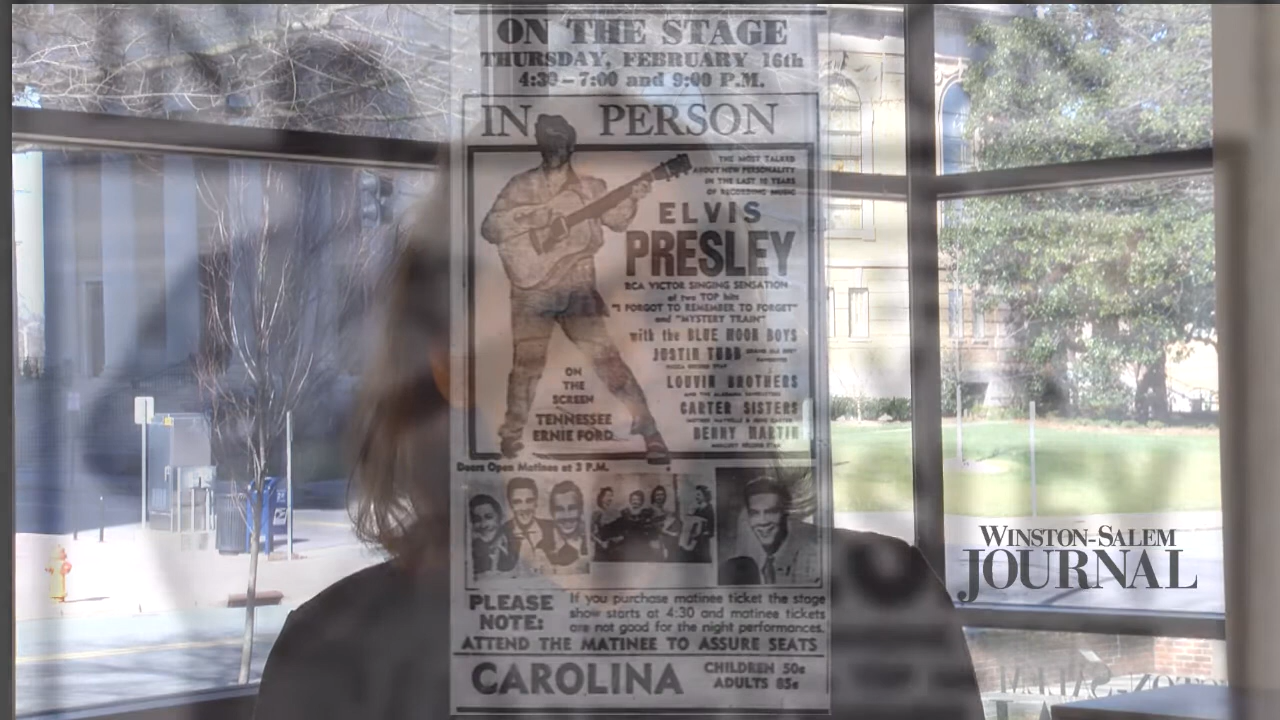 ON THE STAGE
THURSDAY, FEBRUARY 16th
4:30 - 7:00 and 9:00 P.M.
IN PERSON
THE MOST TALKED
ABOUT NEW PERSONALITY
IN THE LAST 10 YEARS
OF RECORDING MUSIC
ELVIS
PRESLEY
RCA VICTOR SINGING SENSATION
of two TOP hits
"I FORGOT TO REMEMBER TO FORGET"
and "MYSTERY TRAIN"
with the BLUE MOON BOYS
JUSTIN TUBB
LOUVIN BROTHERS
CARTER SISTERS
BENNY MARTIN
ON
THE
SCREEN
TENNESSEE
ERNIE FORD
Doors Open Matinee at 3 P.M.
PLEASE NOTE:
If you purchase matinee ticket the stage
show starts at 4:30 and matinee tickets
are not good for the night performances.
ATTEND THE MATINEE TO ASSURE SEATS
CAROLINA
CHILDREN 50c
ADULTS 85c
WINSTON-SALEM
JOURNAL